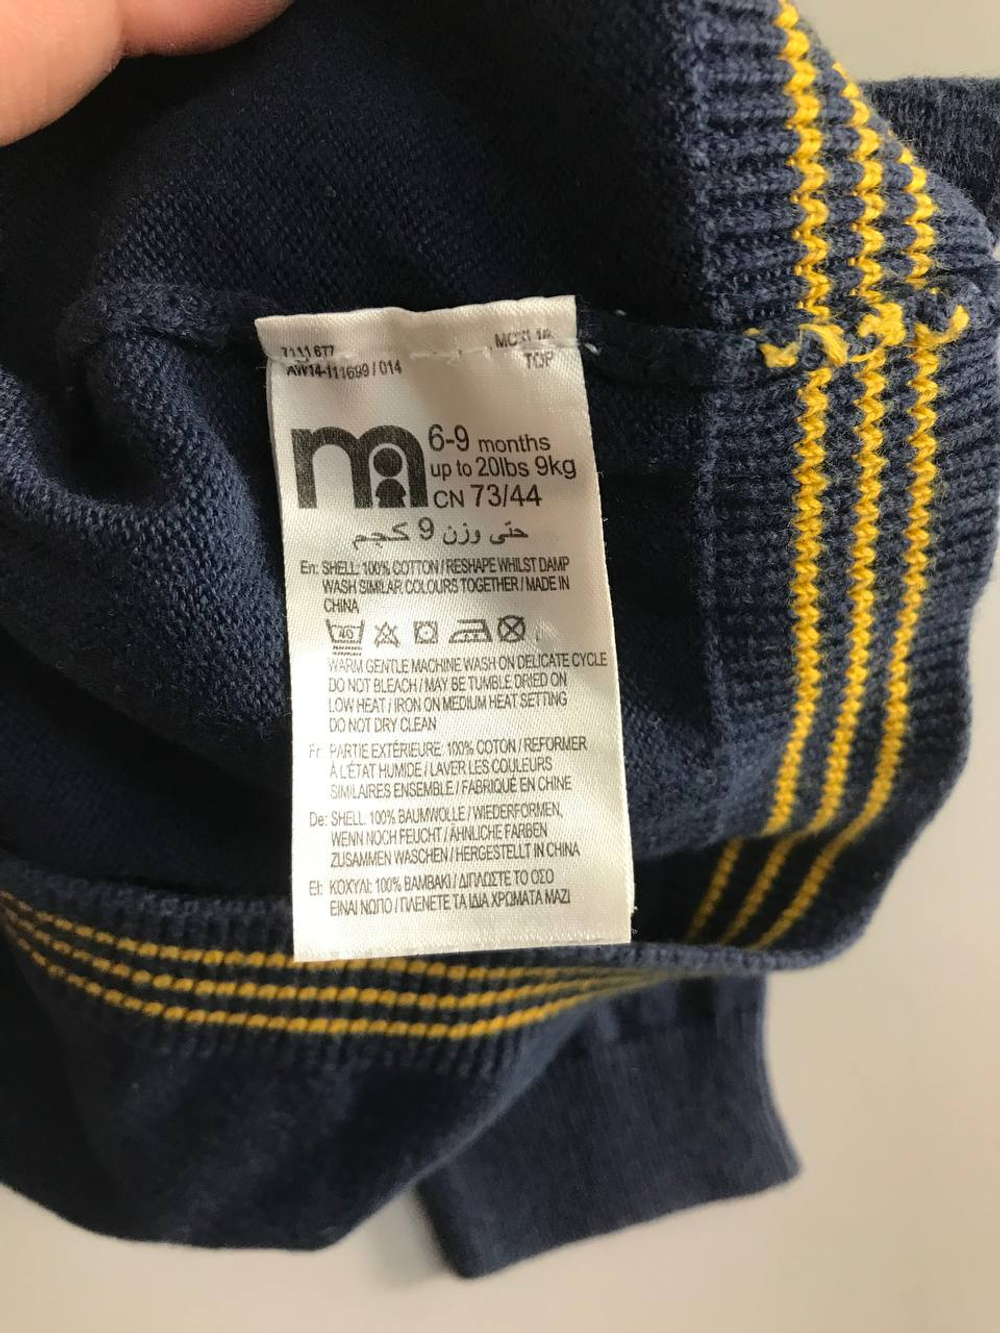 7111 677
AW14-111699 / 014
TOP
m
6-9 months
up to 20lbs 9kg
CN 73/44
حتّى وزن 9 كجم
En: SHELL: 100% COTTON / RESHAPE WHILST DAMP
WASH SIMILAR COLOURS TOGETHER / MADE IN
CHINA
40
WARM GENTLE MACHINE WASH ON DELICATE CYCLE
DO NOT BLEACH / MAY BE TUMBLE DRIED ON
LOW HEAT / IRON ON MEDIUM HEAT SETTING
DO NOT DRY CLEAN
Fr: PARTIE EXTÉRIEURE: 100% COTON / REFORMER
À L'ÉTAT HUMIDE / LAVER LES COULEURS
SIMILAIRES ENSEMBLE / FABRIQUÉ EN CHINE
De: SHELL: 100% BAUMWOLLE / WIEDERFORMEN,
WENN NOCH FEUCHT / ÄHNLICHE FARBEN
ZUSAMMEN WASCHEN / HERGESTELLT IN CHINA
El: ΚΟΧΥΛΙ: 100% ΒΑΜΒΑΚΙ / ΔΙΠΛΩΣΤΕ ΤΟ ΟΣΟ
ΕΙΝΑΙ ΝΩΠΟ / ΠΛΕΝΕΤΕ ΤΑ ΙΔΙΑ ΧΡΩΜΑΤΑ ΜΑΖΙ